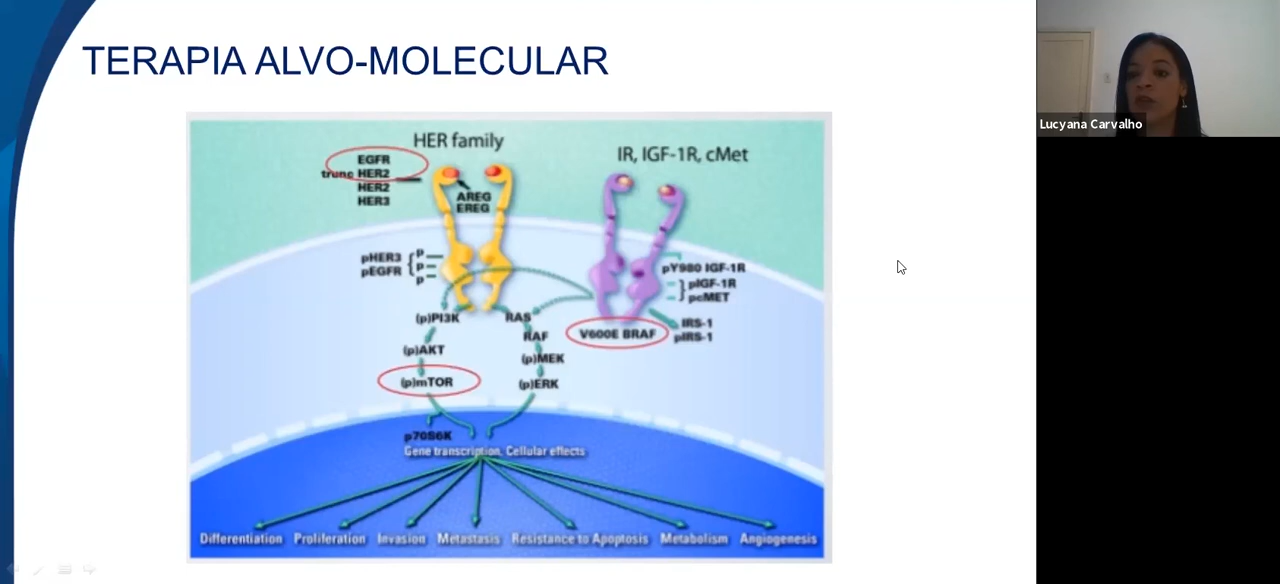 TERAPIA ALVO-MOLECULAR
Lucyana Carvalho
HER family
IR, IGF-1R, cMet
EGFR
trunc HER2
HER2
HER3
AREG
EREG
pHER3
pEGFR
P
P
P
pY980 IGF-1R
pIGF-1R
pcMET
(p)PI3K
RAS
IRS-1
pIRS-1
RAF
V600E BRAF
(p)AKT
(p)MEK
(p)mTOR
(p)ERK
p70S6K
Gene transcription, Cellular effects
Differentiation Proliferation Invasion Metastasis Resistance to Apoptosis Metabolism Angiogenesis